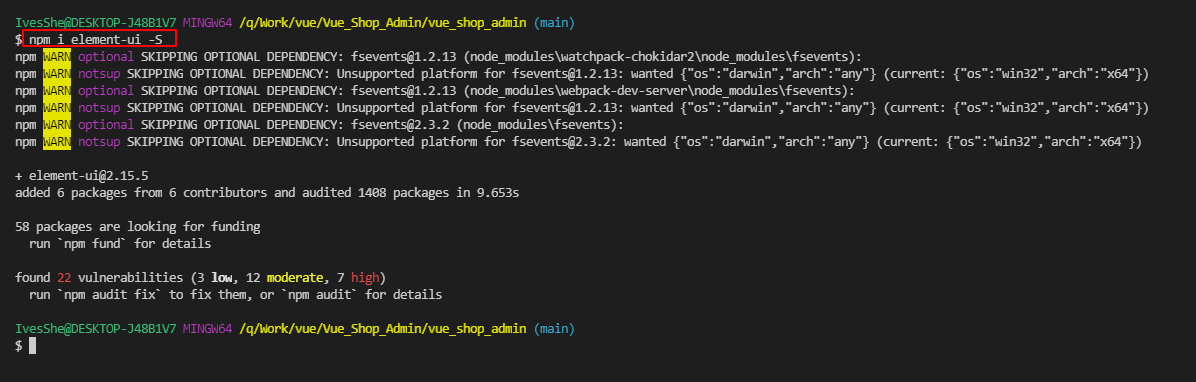 IvesShe@DESKTOP-J48B1V7 MINGW64 /q/Work/vue/Vue_Shop_Admin/vue_shop_admin (main)
$ npm i element-ui -S
npm WARN optional SKIPPING OPTIONAL DEPENDENCY: fsevents@1.2.13 (node_modules\watchpack-chokidar2\node_modules\fsevents):
npm WARN notsup SKIPPING OPTIONAL DEPENDENCY: Unsupported platform for fsevents@1.2.13: wanted {"os":"darwin","arch":"any"} (current: {"os":"win32","arch":"x64"})
npm WARN optional SKIPPING OPTIONAL DEPENDENCY: fsevents@1.2.13 (node_modules\webpack-dev-server\node_modules\fsevents):
npm WARN notsup SKIPPING OPTIONAL DEPENDENCY: Unsupported platform for fsevents@1.2.13: wanted {"os":"darwin","arch":"any"} (current: {"os":"win32","arch":"x64"})
npm WARN optional SKIPPING OPTIONAL DEPENDENCY: fsevents@2.3.2 (node_modules\fsevents):
npm WARN notsup SKIPPING OPTIONAL DEPENDENCY: Unsupported platform for fsevents@2.3.2: wanted {"os":"darwin","arch":"any"} (current: {"os":"win32","arch":"x64"})
+ element-ui@2.15.5
added 6 packages from 6 contributors and audited 1408 packages in 9.653s
58 packages are looking for funding
  run `npm fund` for details
found 22 vulnerabilities (3 low, 12 moderate, 7 high)
  run `npm audit fix` to fix them, or `npm audit` for details
IvesShe@DESKTOP-J48B1V7 MINGW64 /q/Work/vue/Vue_Shop_Admin/vue_shop_admin (main)
$